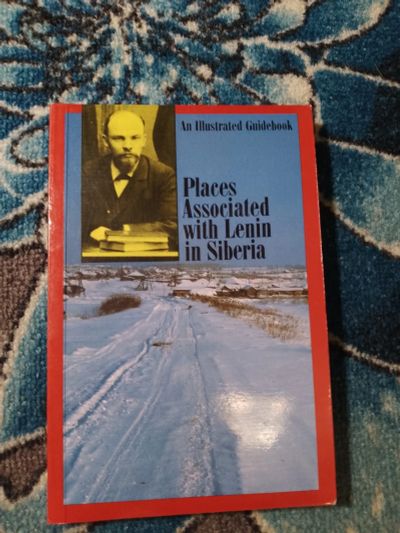 An Illustrated Guidebook
Places
Associated
with Lenin
in Siberia